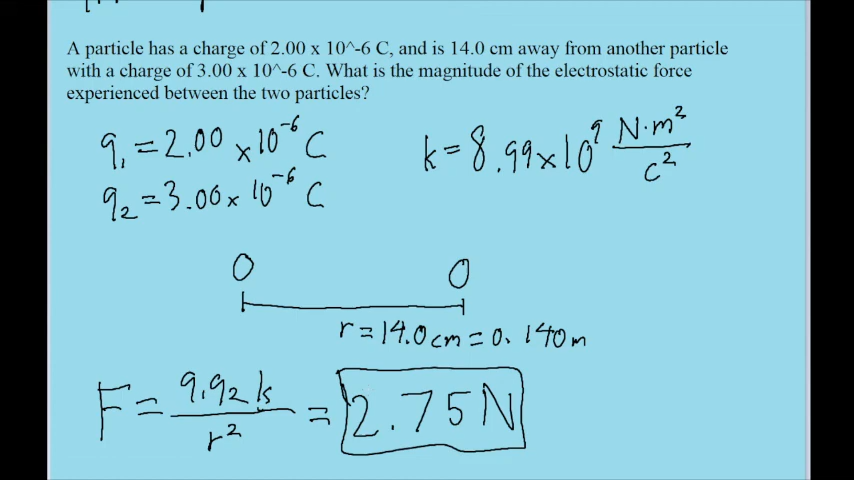 A particle has a charge of 2.00 x 10^-6 C, and is 14.0 cm away from another particle
with a charge of 3.00 x 10^-6 C. What is the magnitude of the electrostatic force
experienced between the two particles?
q₁ = 2.00 × 10⁻⁶ C
k = 8.99 × 10⁹ N·m²/C²
q₂ = 3.00 × 10⁻⁶ C
r = 14.0 cm = 0.140 m
F = q₁q₂k/r² = 2.75 N